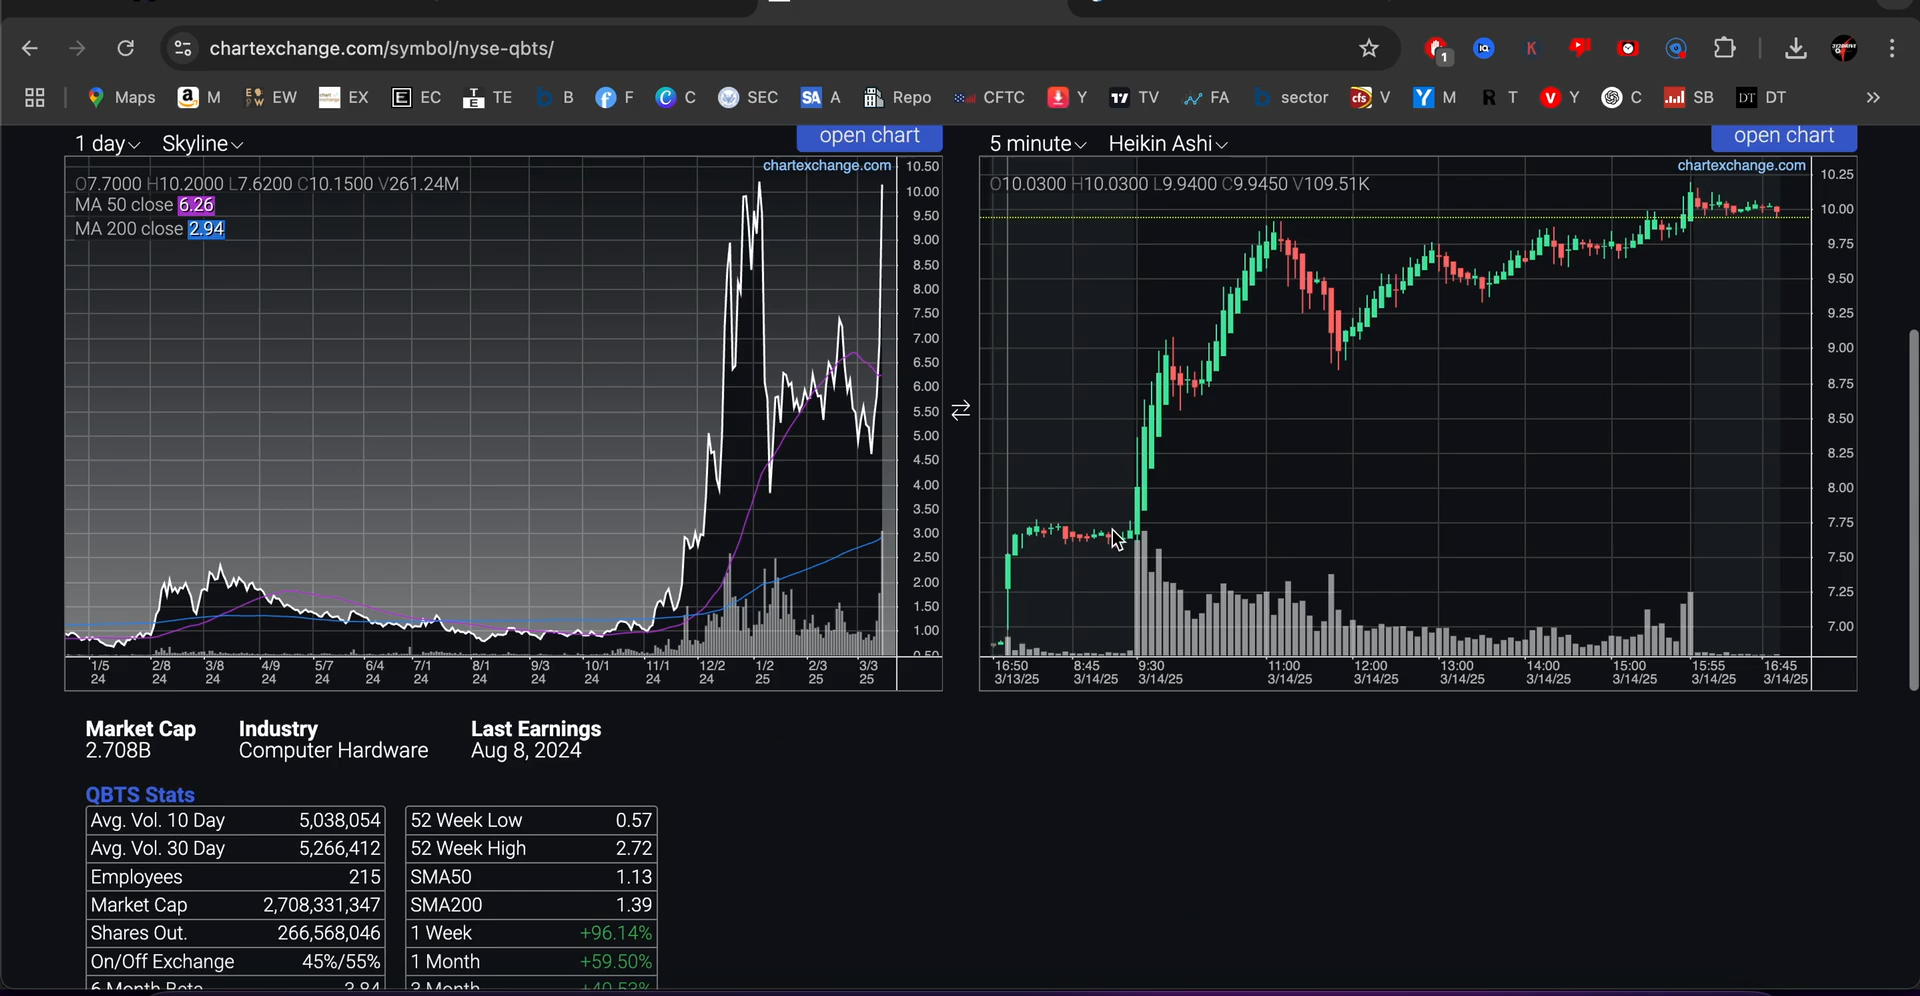 chartexchange.com/symbol/nyse-qbts/
1
Maps M EW EX EC TE B F C SEC A Repo CFTC Y TV FA sector V M T Y C SB DT
1 day Skyline open chart
chartexchange.com
O7.7000 H10.2000 L7.6200 C10.1500 V261.24M
MA 50 close 6.26
MA 200 close 2.94
10.50
10.00
9.50
9.00
8.50
8.00
7.50
7.00
6.50
6.00
5.50
5.00
4.50
4.00
3.50
3.00
2.50
2.00
1.50
1.00
0.50
1/5 2/8 3/8 4/9 5/7 6/4 7/1 8/1 9/3 10/1 11/1 12/2 1/2 2/3 3/3
24 24 24 24 24 24 24 24 24 24 24 24 25 25 25
5 minute Heikin Ashi open chart
chartexchange.com
O10.0300 H10.0300 L9.9400 C9.9450 V109.51K
10.25
10.00
9.75
9.50
9.25
9.00
8.75
8.50
8.25
8.00
7.75
7.50
7.25
7.00
16:50 8:45 9:30 11:00 12:00 13:00 14:00 15:00 15:55 16:45
3/13/25 3/14/25 3/14/25 3/14/25 3/14/25 3/14/25 3/14/25 3/14/25 3/14/25 3/14/25
Market Cap Industry Last Earnings
2.708B Computer Hardware Aug 8, 2024
QBTS Stats
Avg. Vol. 10 Day 5,038,054 52 Week Low 0.57
Avg. Vol. 30 Day 5,266,412 52 Week High 2.72
Employees 215 SMA50 1.13
Market Cap 2,708,331,347 SMA200 1.39
Shares Out. 266,568,046 1 Week +96.14%
On/Off Exchange 45%/55% 1 Month +59.50%
6 Month Beta 3.84 3 Month +40.53%